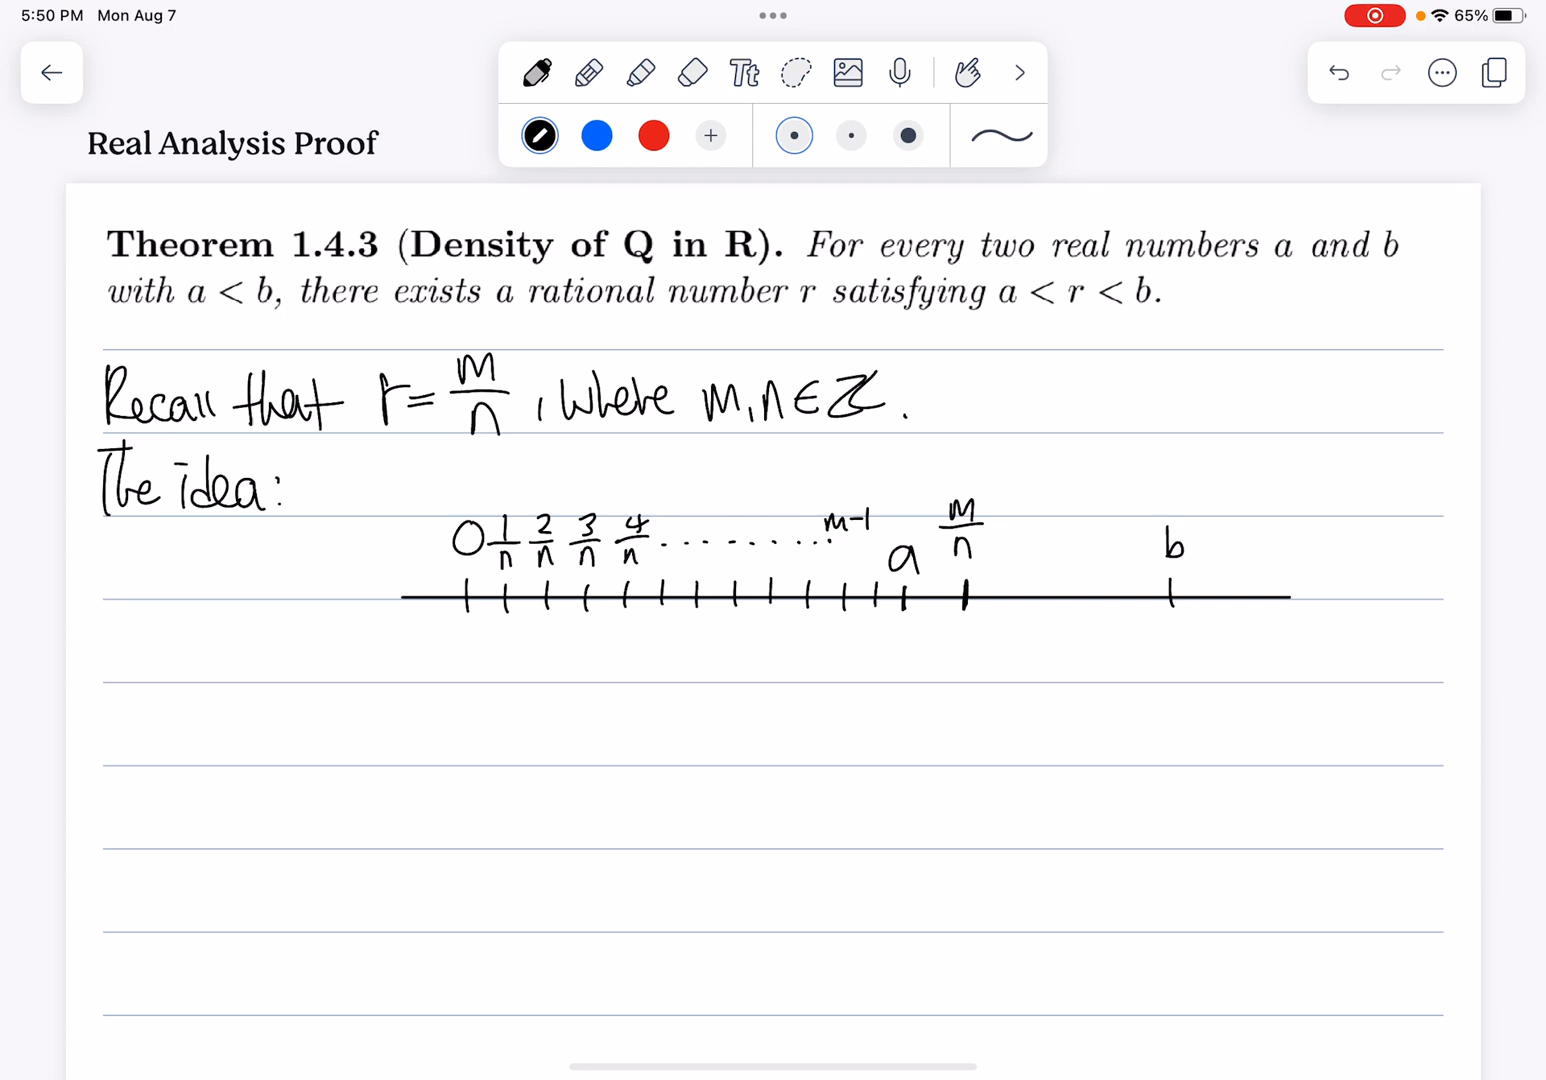 5:50 PM Mon Aug 7
65%
Tt
Real Analysis Proof
Theorem 1.4.3 (Density of Q in R). For every two real numbers a and b
with a < b, there exists a rational number r satisfying a < r < b.
Recall that r = m/n, where m, n ∈ ℤ.
The idea:
0 1/n 2/n 3/n 4/n ......... m-1 a m/n b